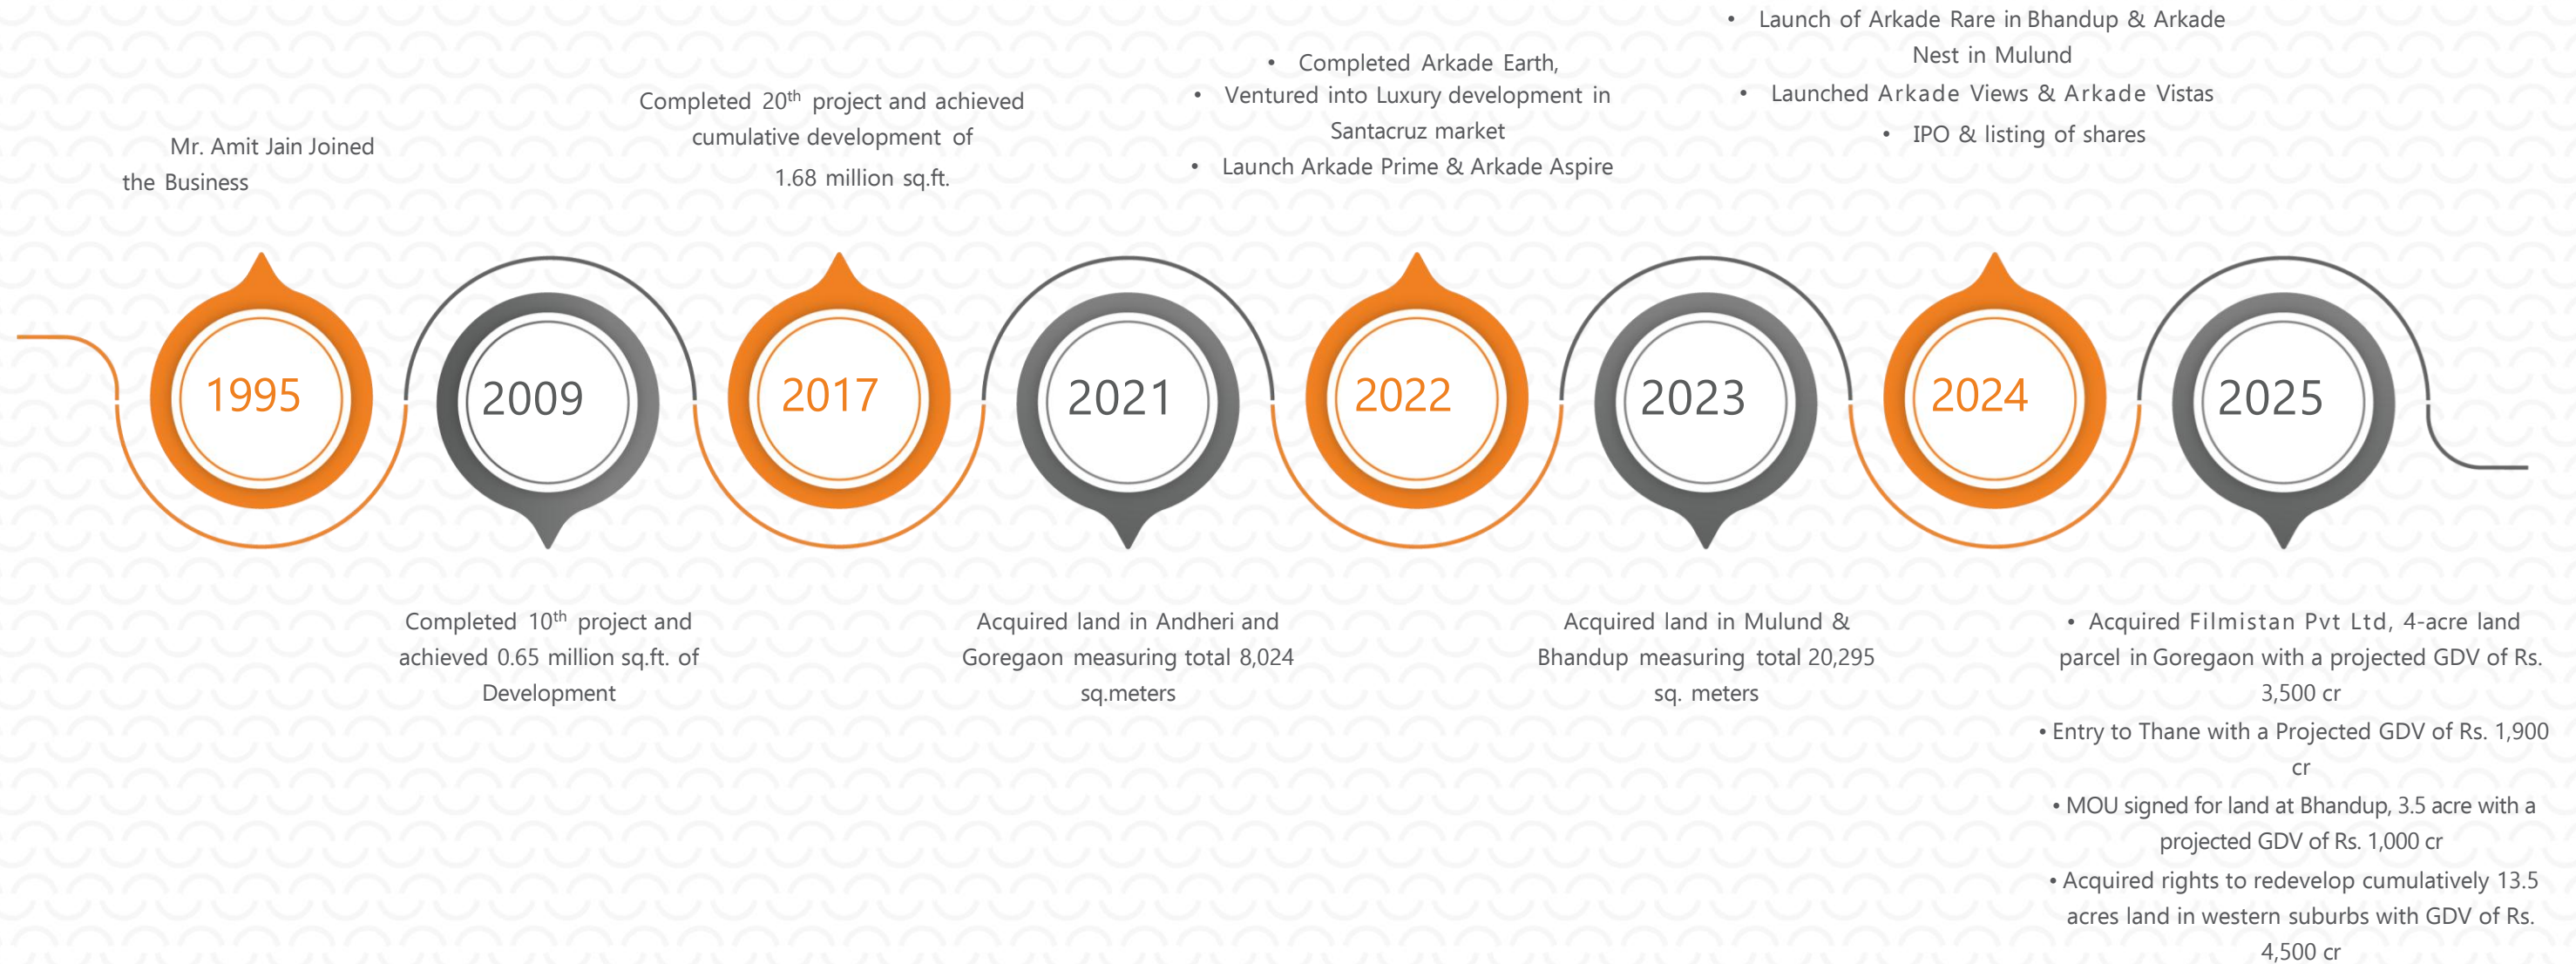 Mr. Amit Jain Joined
the Business
1995
Completed 10th project and
achieved 0.65 million sq.ft. of
Development
2009
Completed 20th project and achieved
cumulative development of
1.68 million sq.ft.
2017
Acquired land in Andheri and
Goregaon measuring total 8,024
sq.meters
2021
• Completed Arkade Earth,
• Ventured into Luxury development in
Santacruz market
• Launch Arkade Prime & Arkade Aspire
2022
Acquired land in Mulund &
Bhandup measuring total 20,295
sq. meters
2023
• Launch of Arkade Rare in Bhandup & Arkade
Nest in Mulund
• Launched Arkade Views & Arkade Vistas
• IPO & listing of shares
2024
2025
• Acquired Filmistan Pvt Ltd, 4-acre land
parcel in Goregaon with a projected GDV of Rs.
3,500 cr
• Entry to Thane with a Projected GDV of Rs. 1,900
cr
• MOU signed for land at Bhandup, 3.5 acre with a
projected GDV of Rs. 1,000 cr
• Acquired rights to redevelop cumulatively 13.5
acres land in western suburbs with GDV of Rs.
4,500 cr